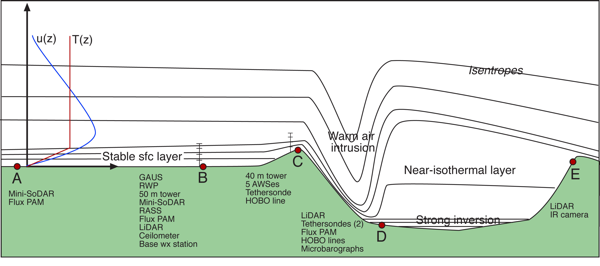 u(z)
T(z)
Isentropes
Warm air
intrusion
Stable sfc layer
Near-isothermal layer
Strong inversion
A
B
C
D
E
Mini-SoDAR
Flux PAM
GAUS
RWP
50 m tower
Mini-SoDAR
RASS
Flux PAM
LiDAR
Ceilometer
Base wx station
40 m tower
5 AWSes
Tethersonde
HOBO line
LiDAR
Tethersondes (2)
Flux PAM
HOBO lines
Microbarographs
LiDAR
IR camera